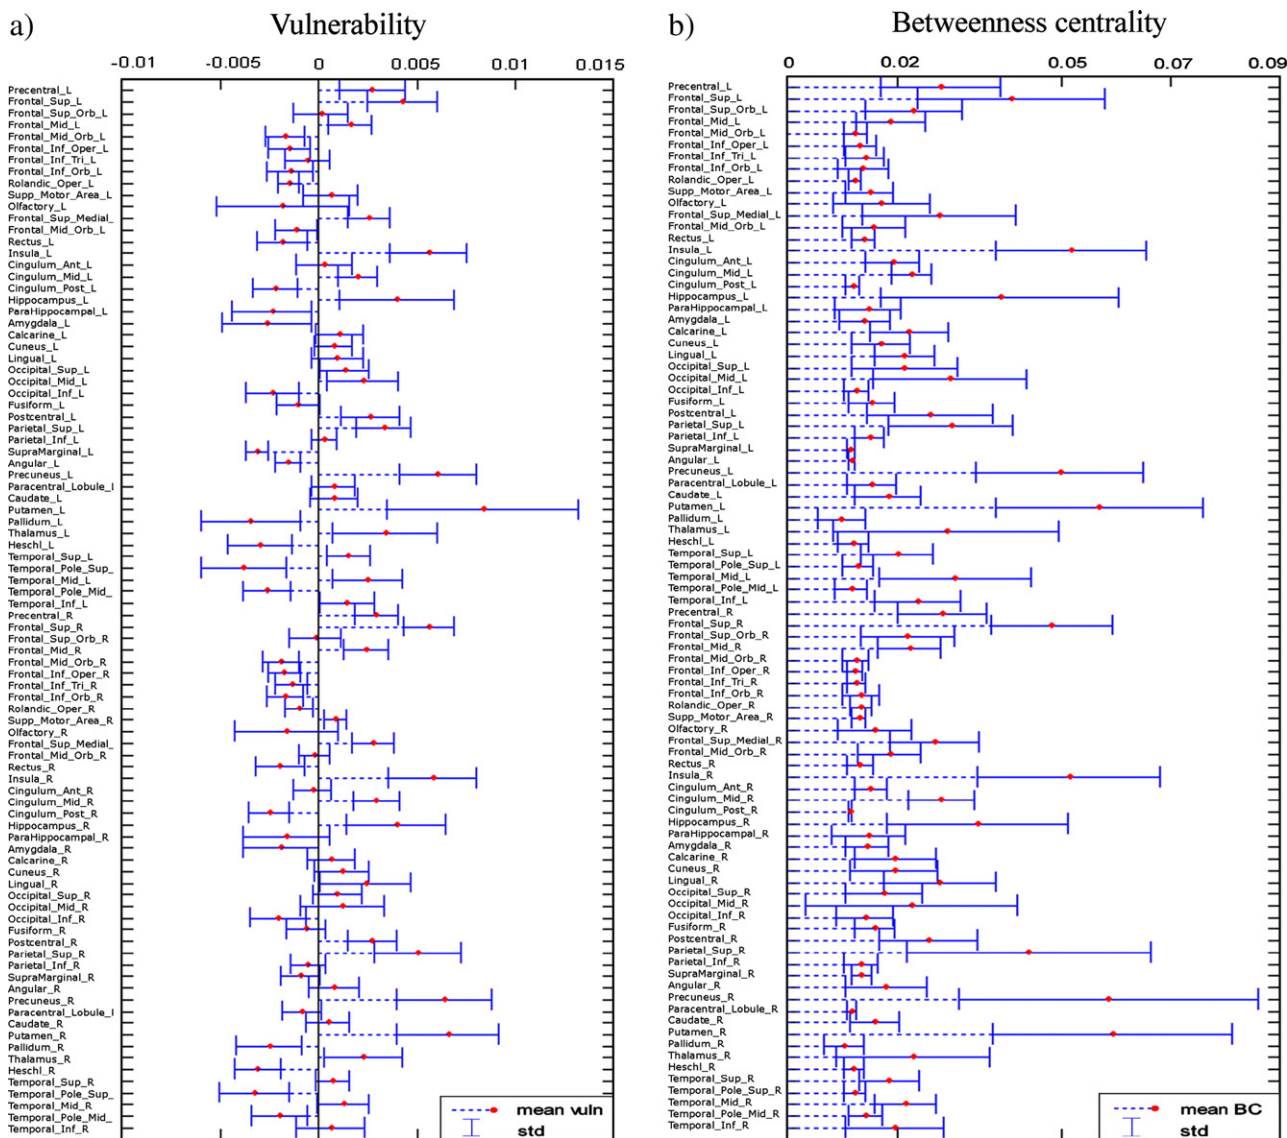 a)
Vulnerability
-0.01
-0.005
0
0.005
0.01
0.015
Precentral_L
Frontal_Sup_L
Frontal_Sup_Orb_L
Frontal_Mid_L
Frontal_Mid_Orb_L
Frontal_Inf_Oper_L
Frontal_Inf_Tri_L
Frontal_Inf_Orb_L
Rolandic_Oper_L
Supp_Motor_Area_L
Olfactory_L
Frontal_Sup_Medial_
Frontal_Mid_Orb_L
Rectus_L
Insula_L
Cingulum_Ant_L
Cingulum_Mid_L
Cingulum_Post_L
Hippocampus_L
ParaHippocampal_L
Amygdala_L
Calcarine_L
Cuneus_L
Lingual_L
Occipital_Sup_L
Occipital_Mid_L
Occipital_Inf_L
Fusiform_L
Postcentral_L
Parietal_Sup_L
Parietal_Inf_L
SupraMarginal_L
Angular_L
Precuneus_L
Paracentral_Lobule_l
Caudate_L
Putamen_L
Pallidum_L
Thalamus_L
Heschl_L
Temporal_Sup_L
Temporal_Pole_Sup_
Temporal_Mid_L
Temporal_Pole_Mid_
Temporal_Inf_L
Precentral_R
Frontal_Sup_R
Frontal_Sup_Orb_R
Frontal_Mid_R
Frontal_Mid_Orb_R
Frontal_Inf_Oper_R
Frontal_Inf_Tri_R
Frontal_Inf_Orb_R
Rolandic_Oper_R
Supp_Motor_Area_R
Olfactory_R
Frontal_Sup_Medial_
Frontal_Mid_Orb_R
Rectus_R
Insula_R
Cingulum_Ant_R
Cingulum_Mid_R
Cingulum_Post_R
Hippocampus_R
ParaHippocampal_R
Amygdala_R
Calcarine_R
Cuneus_R
Lingual_R
Occipital_Sup_R
Occipital_Mid_R
Occipital_Inf_R
Fusiform_R
Postcentral_R
Parietal_Sup_R
Parietal_Inf_R
SupraMarginal_R
Angular_R
Precuneus_R
Paracentral_Lobule_l
Caudate_R
Putamen_R
Pallidum_R
Thalamus_R
Heschl_R
Temporal_Sup_R
Temporal_Pole_Sup_
Temporal_Mid_R
Temporal_Pole_Mid_
Temporal_Inf_R
mean vuln
std
b)
Betweenness centrality
0
0.02
0.05
0.07
0.09
Precentral_L
Frontal_Sup_L
Frontal_Sup_Orb_L
Frontal_Mid_L
Frontal_Mid_Orb_L
Frontal_Inf_Oper_L
Frontal_Inf_Tri_L
Frontal_Inf_Orb_L
Rolandic_Oper_L
Supp_Motor_Area_L
Olfactory_L
Frontal_Sup_Medial_L
Frontal_Mid_Orb_L
Rectus_L
Insula_L
Cingulum_Ant_L
Cingulum_Mid_L
Cingulum_Post_L
Hippocampus_L
ParaHippocampal_L
Amygdala_L
Calcarine_L
Cuneus_L
Lingual_L
Occipital_Sup_L
Occipital_Mid_L
Occipital_Inf_L
Fusiform_L
Postcentral_L
Parietal_Sup_L
Parietal_Inf_L
SupraMarginal_L
Angular_L
Precuneus_L
Paracentral_Lobule_L
Caudate_L
Putamen_L
Pallidum_L
Thalamus_L
Heschl_L
Temporal_Sup_L
Temporal_Pole_Sup_L
Temporal_Mid_L
Temporal_Pole_Mid_L
Temporal_Inf_L
Precentral_R
Frontal_Sup_R
Frontal_Sup_Orb_R
Frontal_Mid_R
Frontal_Mid_Orb_R
Frontal_Inf_Oper_R
Frontal_Inf_Tri_R
Frontal_Inf_Orb_R
Rolandic_Oper_R
Supp_Motor_Area_R
Olfactory_R
Frontal_Sup_Medial_R
Frontal_Mid_Orb_R
Rectus_R
Insula_R
Cingulum_Ant_R
Cingulum_Mid_R
Cingulum_Post_R
Hippocampus_R
ParaHippocampal_R
Amygdala_R
Calcarine_R
Cuneus_R
Lingual_R
Occipital_Sup_R
Occipital_Mid_R
Occipital_Inf_R
Fusiform_R
Postcentral_R
Parietal_Sup_R
Parietal_Inf_R
SupraMarginal_R
Angular_R
Precuneus_R
Paracentral_Lobule_R
Caudate_R
Putamen_R
Pallidum_R
Thalamus_R
Heschl_R
Temporal_Sup_R
Temporal_Pole_Sup_R
Temporal_Mid_R
Temporal_Pole_Mid_R
Temporal_Inf_R
mean BC
std